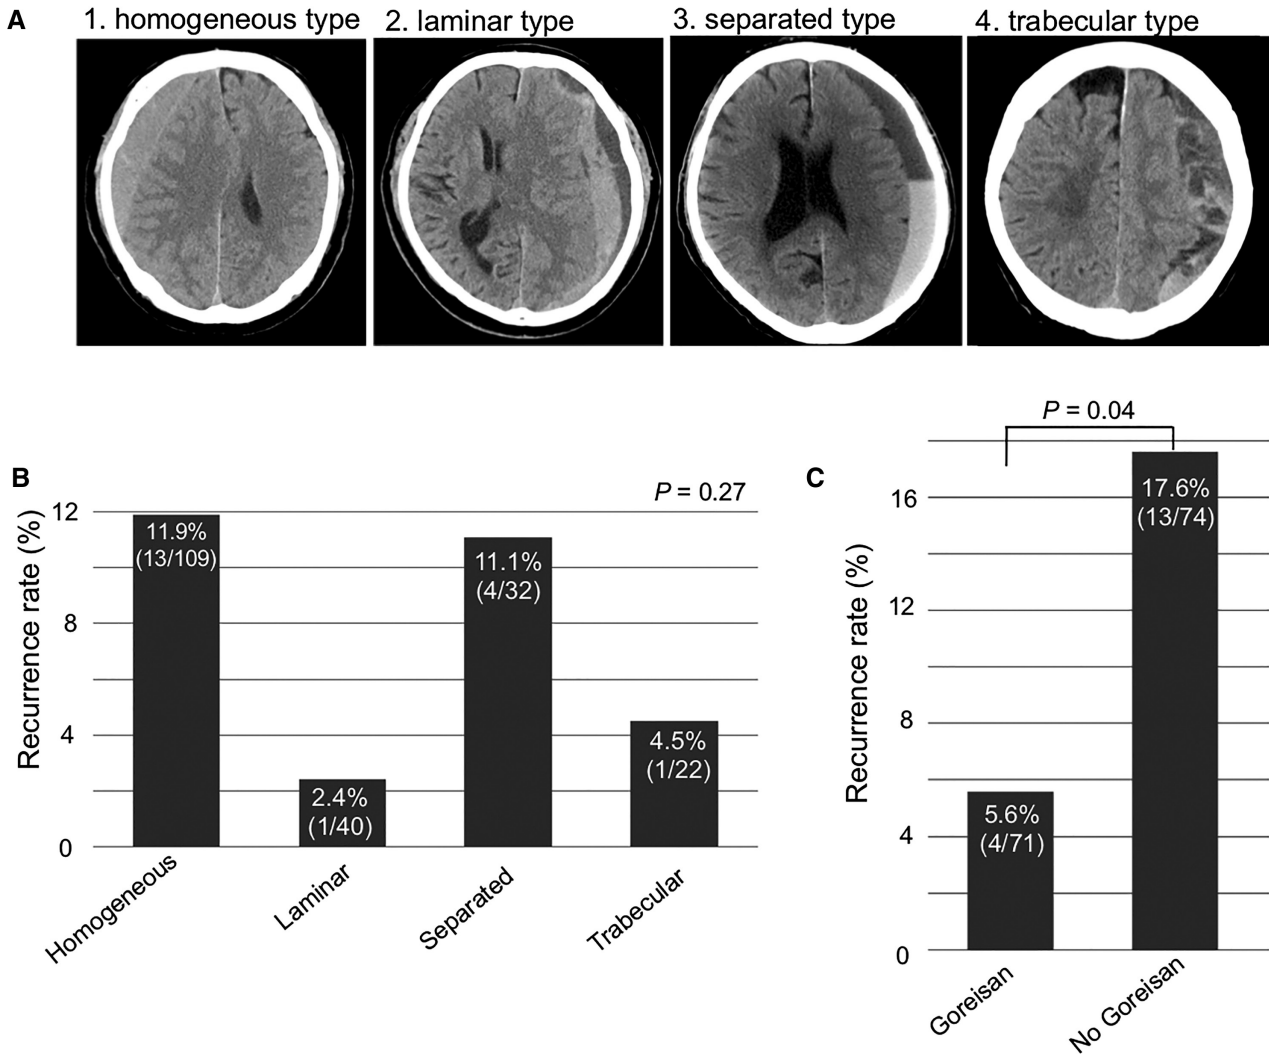 A
1. homogeneous type
2. laminar type
3. separated type
4. trabecular type
B
P = 0.27
Recurrence rate (%)
12
8
4
0
11.9%
(13/109)
2.4%
(1/40)
11.1%
(4/32)
4.5%
(1/22)
Homogeneous
Laminar
Separated
Trabecular
C
P = 0.04
Recurrence rate (%)
16
12
8
4
0
5.6%
(4/71)
17.6%
(13/74)
Goreisan
No Goreisan